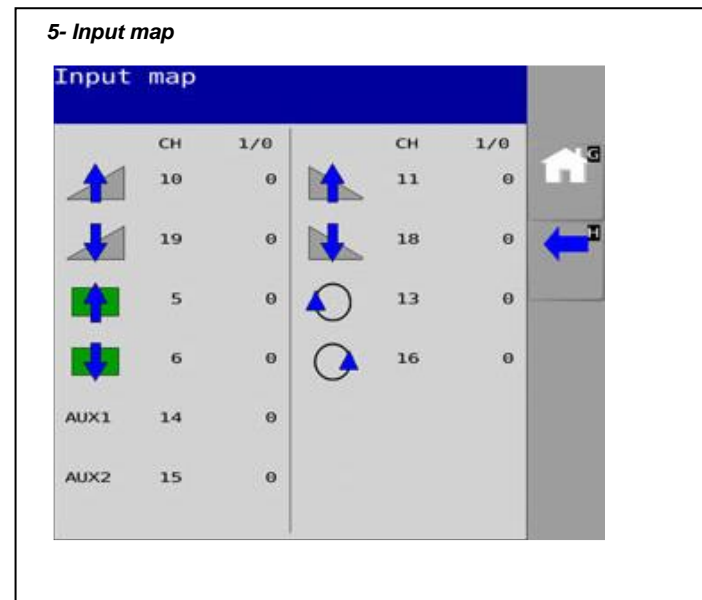 5- Input map
Input map
CH 1/0 CH 1/0
10 0 11 0
19 0 18 0
5 0 13 0
6 0 16 0
AUX1 14 0
AUX2 15 0
G
H